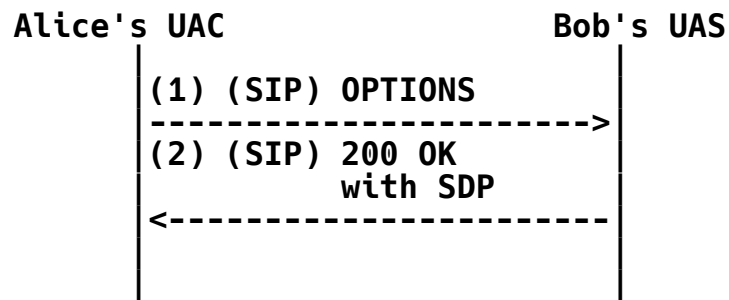 Alice's UAC Bob's UAS
(1) (SIP) OPTIONS
----------------------->
(2) (SIP) 200 OK
with SDP
<-----------------------